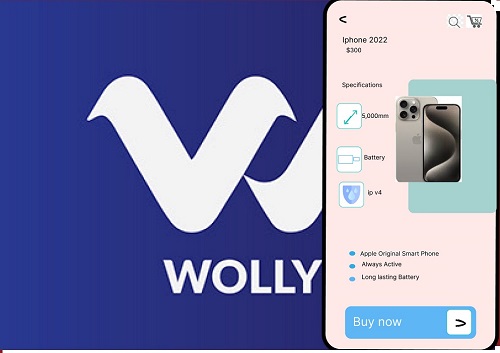 WOLLY
Iphone 2022
$300
Specifications
5,000mm
Battery
ip v4
Apple Original Smart Phone
Always Active
Long lasting Battery
Buy now